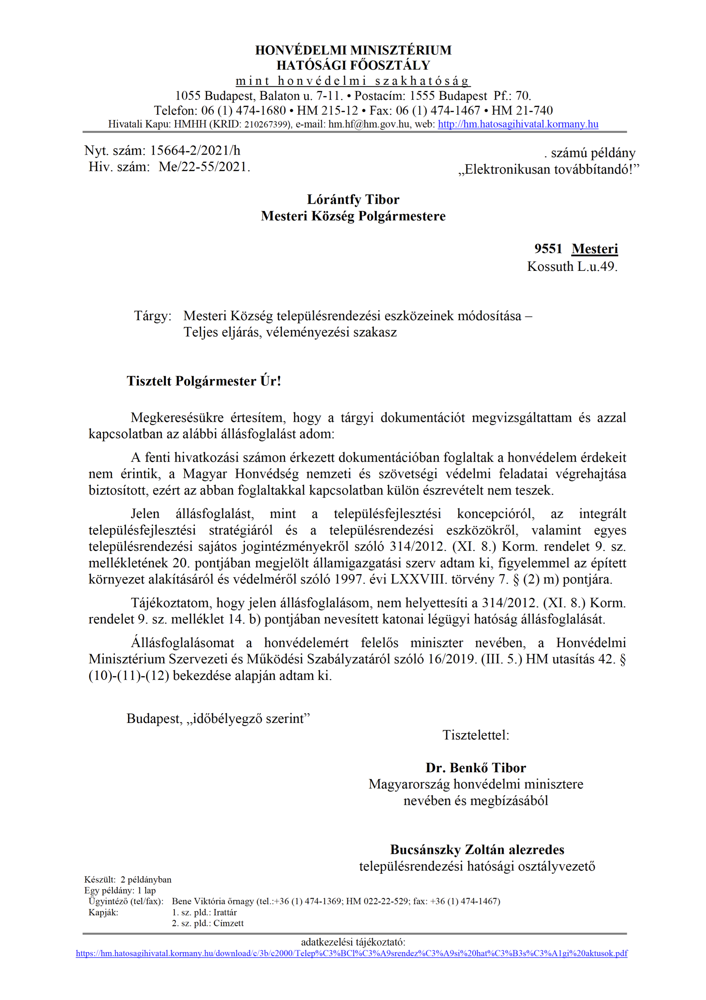 HONVÉDELMI MINISZTÉRIUM
HATÓSÁGI FŐOSZTÁLY
mint honvédelmi szakhatóság
1055 Budapest, Balaton u. 7-11. • Postacím: 1555 Budapest Pf.: 70.
Telefon: 06 (1) 474-1680 • HM 215-12 • Fax: 06 (1) 474-1467 • HM 21-740
Hivatali Kapu: HMHH (KRID: 210267399), e-mail: hm.hf@hm.gov.hu, web: http://hm.hatosagihivatal.kormany.hu
Nyt. szám: 15664-2/2021/h
Hiv. szám: Me/22-55/2021.
. számú példány
„Elektronikusan továbbítandó!”
Lórántfy Tibor
Mesteri Község Polgármestere
9551 Mesteri
Kossuth L.u.49.
Tárgy: Mesteri Község településrendezési eszközeinek módosítása –
Teljes eljárás, véleményezési szakasz
Tisztelt Polgármester Úr!
Megkeresésükre értesítem, hogy a tárgyi dokumentációt megvizsgáltattam és azzal
kapcsolatban az alábbi állásfoglalást adom:
A fenti hivatkozási számon érkezett dokumentációban foglaltak a honvédelem érdekeit
nem érintik, a Magyar Honvédség nemzeti és szövetségi védelmi feladatai végrehajtása
biztosított, ezért az abban foglaltakkal kapcsolatban külön észrevételt nem teszek.
Jelen állásfoglalást, mint a településfejlesztési koncepcióról, az integrált
településfejlesztési stratégiáról és a településrendezési eszközökről, valamint egyes
településrendezési sajátos jogintézményekről szóló 314/2012. (XI. 8.) Korm. rendelet 9. sz.
mellékletének 20. pontjában megjelölt államigazgatási szerv adtam ki, figyelemmel az épített
környezet alakításáról és védelméről szóló 1997. évi LXXVIII. törvény 7. § (2) m) pontjára.
Tájékoztatom, hogy jelen állásfoglalásom, nem helyettesíti a 314/2012. (XI. 8.) Korm.
rendelet 9. sz. melléklet 14. b) pontjában nevesített katonai légügyi hatóság állásfoglalását.
Állásfoglalásomat a honvédelemért felelős miniszter nevében, a Honvédelmi
Minisztérium Szervezeti és Működési Szabályzatáról szóló 16/2019. (III. 5.) HM utasítás 42. §
(10)-(11)-(12) bekezdése alapján adtam ki.
Budapest, „időbélyegző szerint”
Tisztelettel:
Dr. Benkő Tibor
Magyarország honvédelmi minisztere
nevében és megbízásából
Bucsánszky Zoltán alezredes
településrendezési hatósági osztályvezető
Készült: 2 példányban
Egy példány: 1 lap
Ügyintéző (tel/fax): Bene Viktória őrnagy (tel.:+36 (1) 474-1369; HM 022-22-529; fax: +36 (1) 474-1467)
Kapják: 1. sz. pld.: Irattár
2. sz. pld.: Címzett
adatkezelési tájékoztató:
https://hm.hatosagihivatal.kormany.hu/download/c/3b/c2000/Telep%C3%BCl%C3%A9srendez%C3%A9si%20hat%C3%B3s%C3%A1gi%20aktusok.pdf